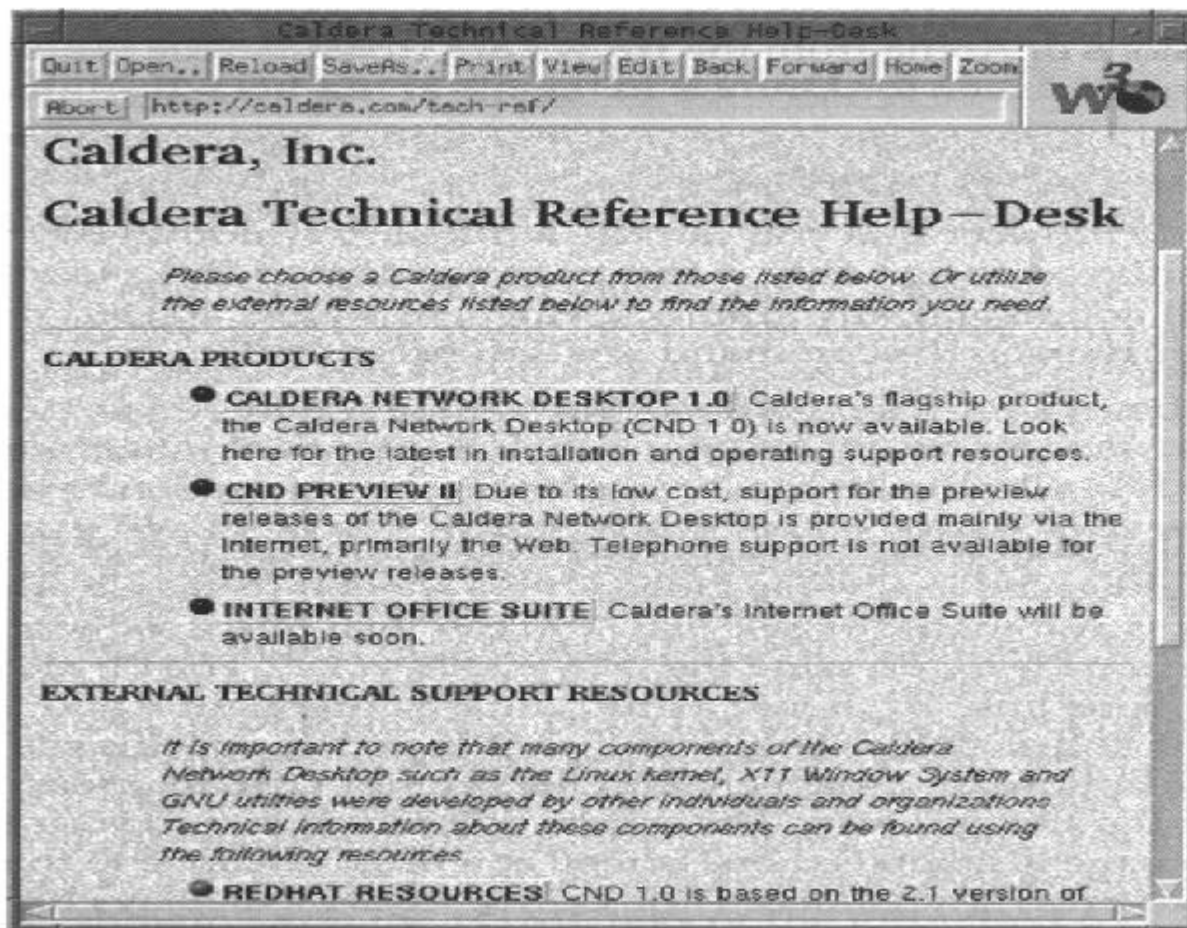 Caldera Technical Reference Help-Desk
Quit Open.. Reload SaveAs.. Print View Edit Back Forward Home Zoom
Abort http://caldera.com/tech-ref/
W3
Caldera, Inc.
Caldera Technical Reference Help-Desk
Please choose a Caldera product from those listed below. Or utilize
the external resources listed below to find the information you need.
CALDERA PRODUCTS
CALDERA NETWORK DESKTOP 1.0 Caldera's flagship product,
the Caldera Network Desktop (CND 1 0) is now available. Look
here for the latest in installation and operating support resources.
CND PREVIEW II Due to its low cost, support for the preview
releases of the Caldera Network Desktop is provided mainly via the
Internet, primarily the Web. Telephone support is not available for
the preview releases.
INTERNET OFFICE SUITE Caldera's Internet Office Suite will be
available soon.
EXTERNAL TECHNICAL SUPPORT RESOURCES
It is important to note that many components of the Caldera
Network Desktop such as the Linux kernel, X11 Window System and
GNU utilties were developed by other individuals and organizations
Technical information about these components can be found using
the following resources
REDHAT RESOURCES CND 1.0 is based on the 2.1 version of